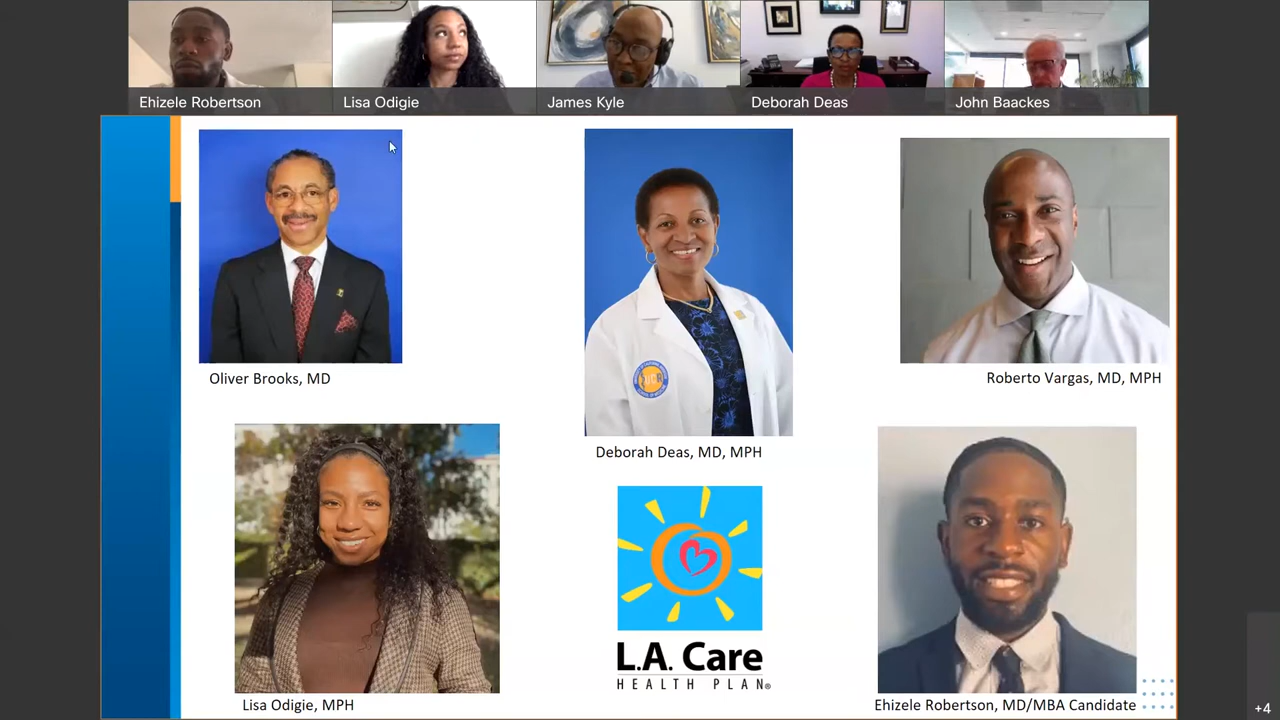 Ehizele Robertson
Lisa Odigie
James Kyle
Deborah Deas
John Baackes
Oliver Brooks, MD
Deborah Deas, MD, MPH
Roberto Vargas, MD, MPH
Lisa Odigie, MPH
L.A. Care
HEALTH PLAN®
Ehizele Robertson, MD/MBA Candidate
+4